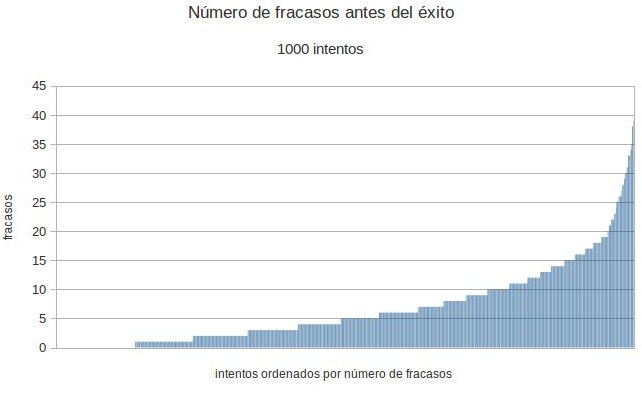 Número de fracasos antes del éxito
1000 intentos
45
40
35
30
25
20
15
10
5
0
fracasos
intentos ordenados por número de fracasos